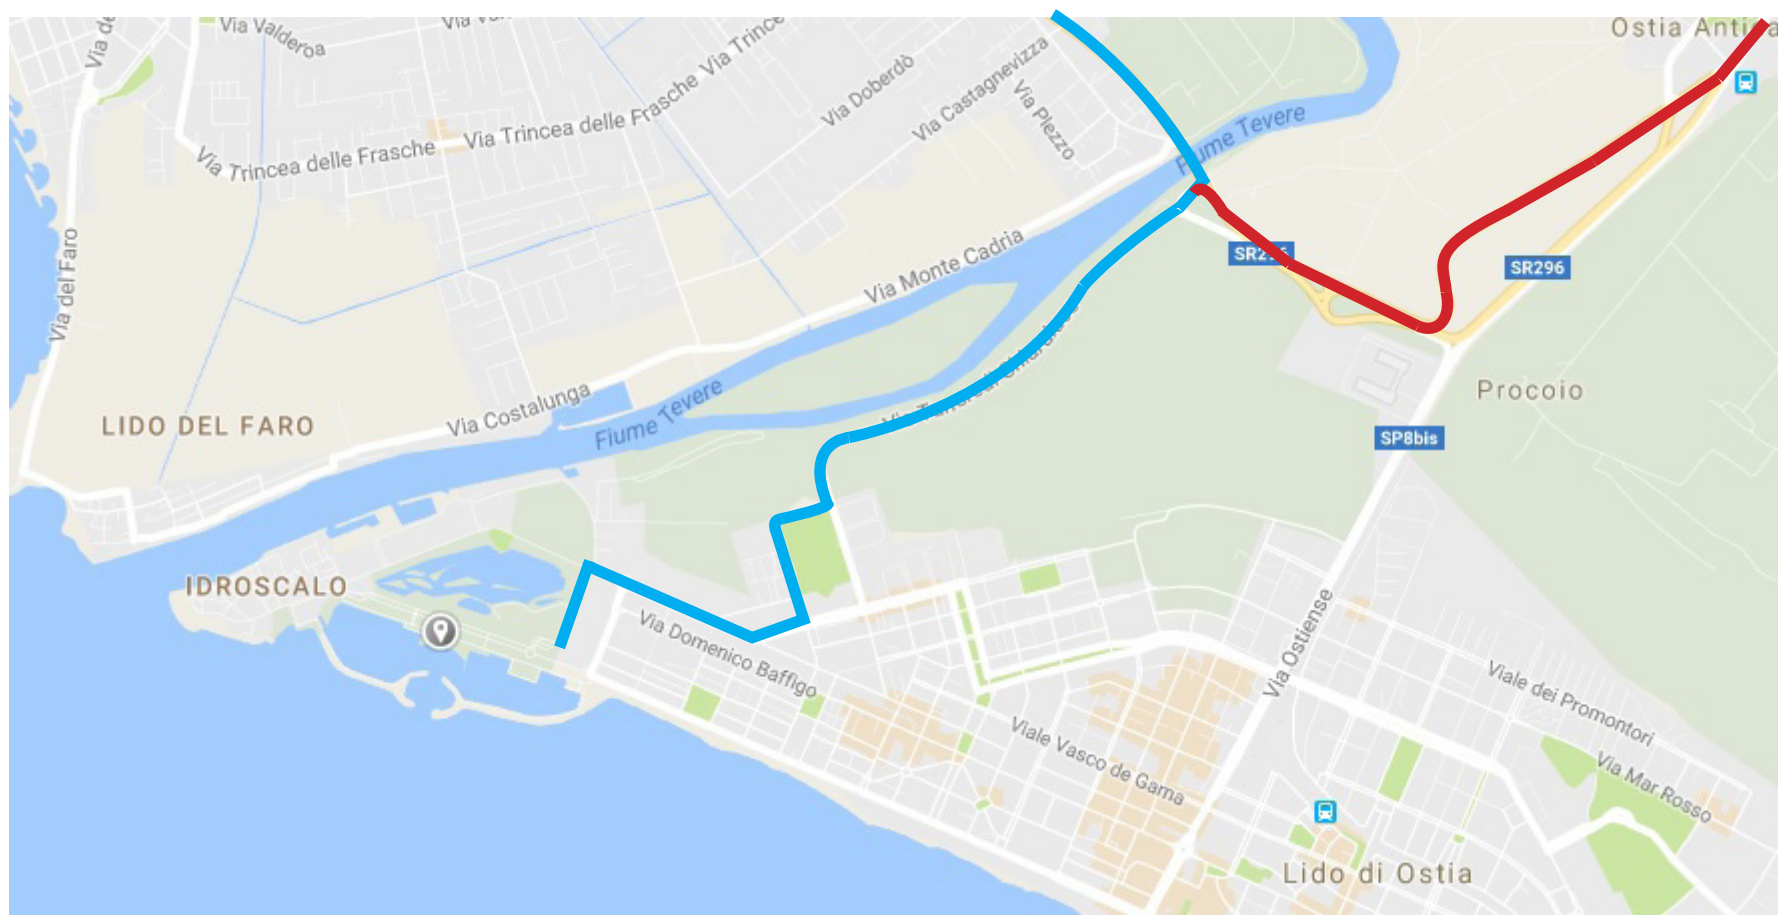 Via Valderoa
Ostia Antica
Via Trince
Via Doberdò
Via Castagnevizza
Via Plezzo
Via Trincea delle Frasche
Via Trincea delle Frasche
Fiume Tevere
Via del Faro
Via Monte Cadria
SR296
Via Costalunga
Fiume Tevere
Procoio
LIDO DEL FARO
SP8bis
IDROSCALO
Via Domenico Baffigo
Via Ostiense
Viale dei Promontori
Viale Vasco de Gama
Via Mar Rosso
Lido di Ostia